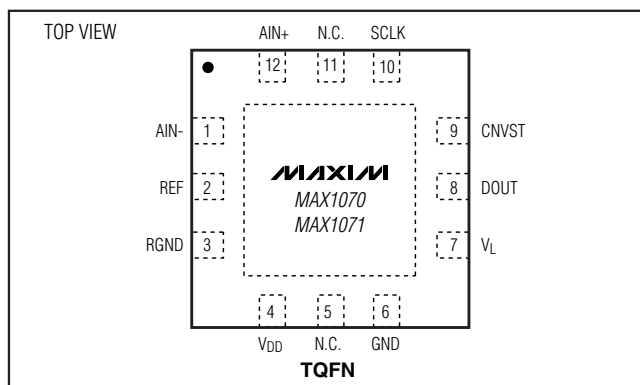 TOP VIEW
AIN+ N.C. SCLK
12 11 10
AIN- 1
9 CNVST
REF 2
MAXIM
MAX1070
MAX1071
8 DOUT
RGND 3
7 VL
4 5 6
VDD N.C. GND
TQFN